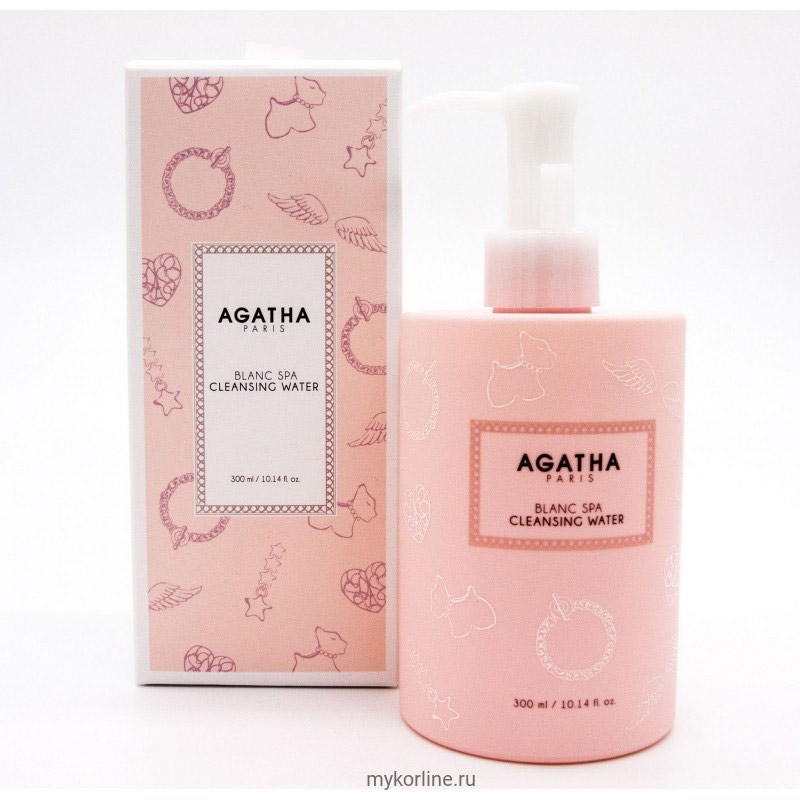 AGATHA
PARIS
BLANC SPA
CLEANSING WATER
300 ml / 10.14 fl. oz.
AGATHA
PARIS
BLANC SPA
CLEANSING WATER
300 ml / 10.14 fl. oz.
mykorline.ru